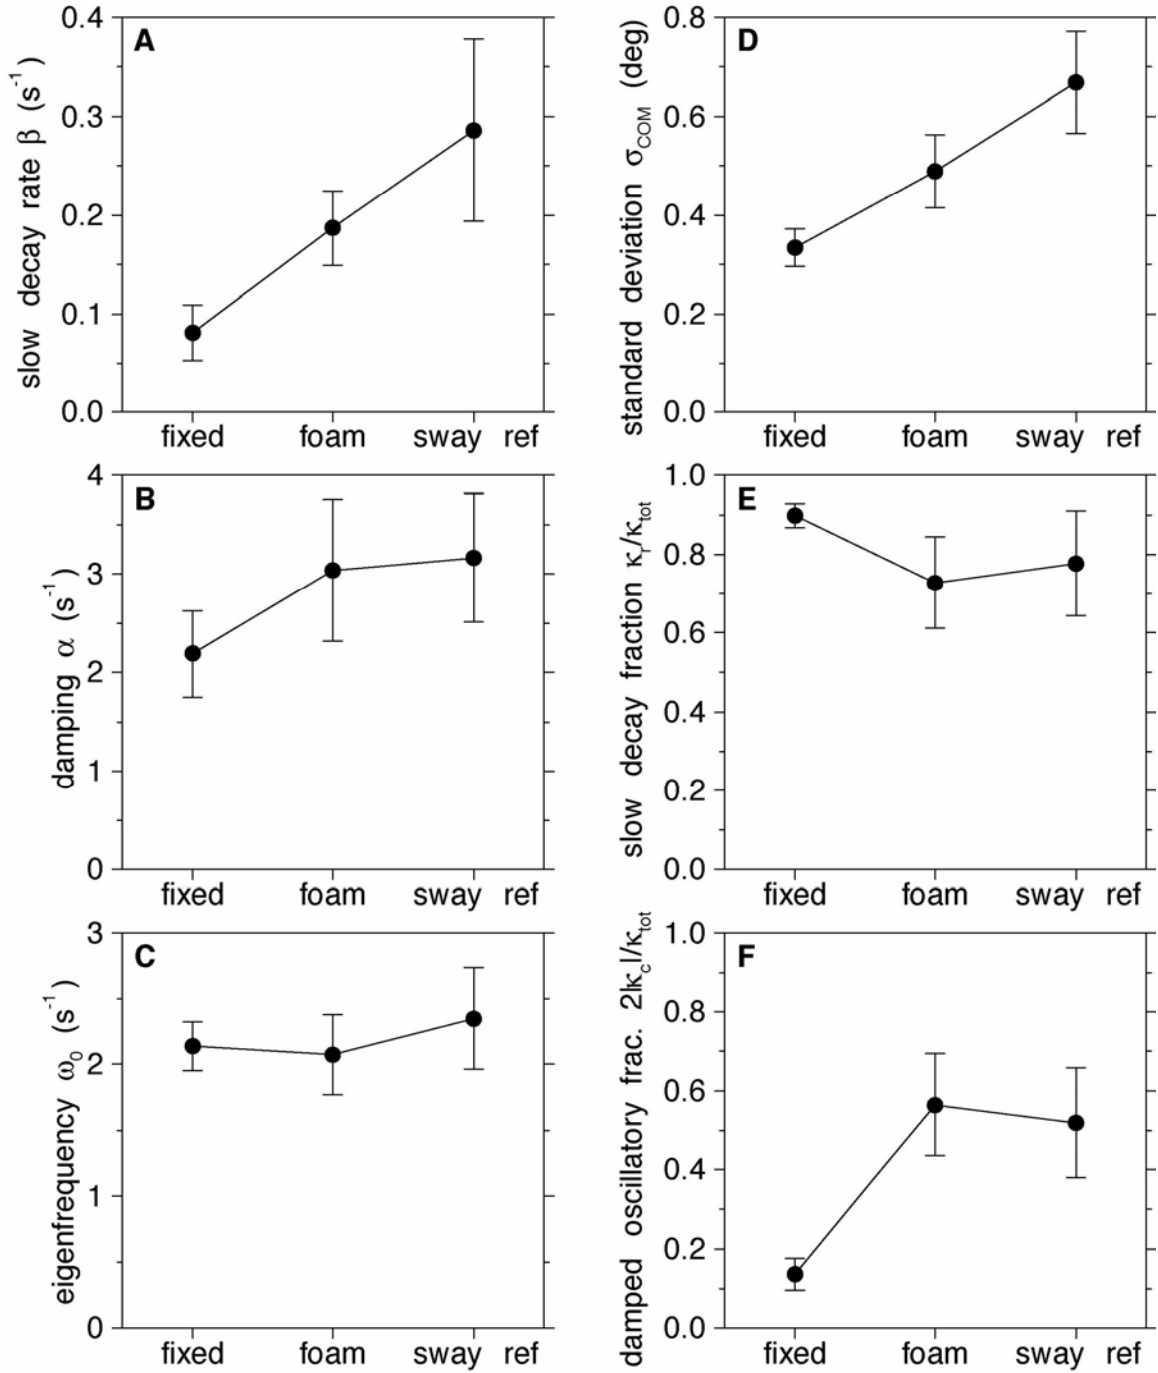 A
slow decay rate β (s⁻¹)
0.4
0.3
0.2
0.1
0.0
fixed foam sway ref
D
standard deviation σCOM (deg)
0.8
0.6
0.4
0.2
0.0
fixed foam sway ref
B
damping α (s⁻¹)
4
3
2
1
0
fixed foam sway ref
E
slow decay fraction κr/κtot
1.0
0.8
0.6
0.4
0.2
0.0
fixed foam sway ref
C
eigenfrequency ω₀ (s⁻¹)
3
2
1
0
fixed foam sway ref
F
damped oscillatory frac. 2|κc|/κtot
1.0
0.8
0.6
0.4
0.2
0.0
fixed foam sway ref